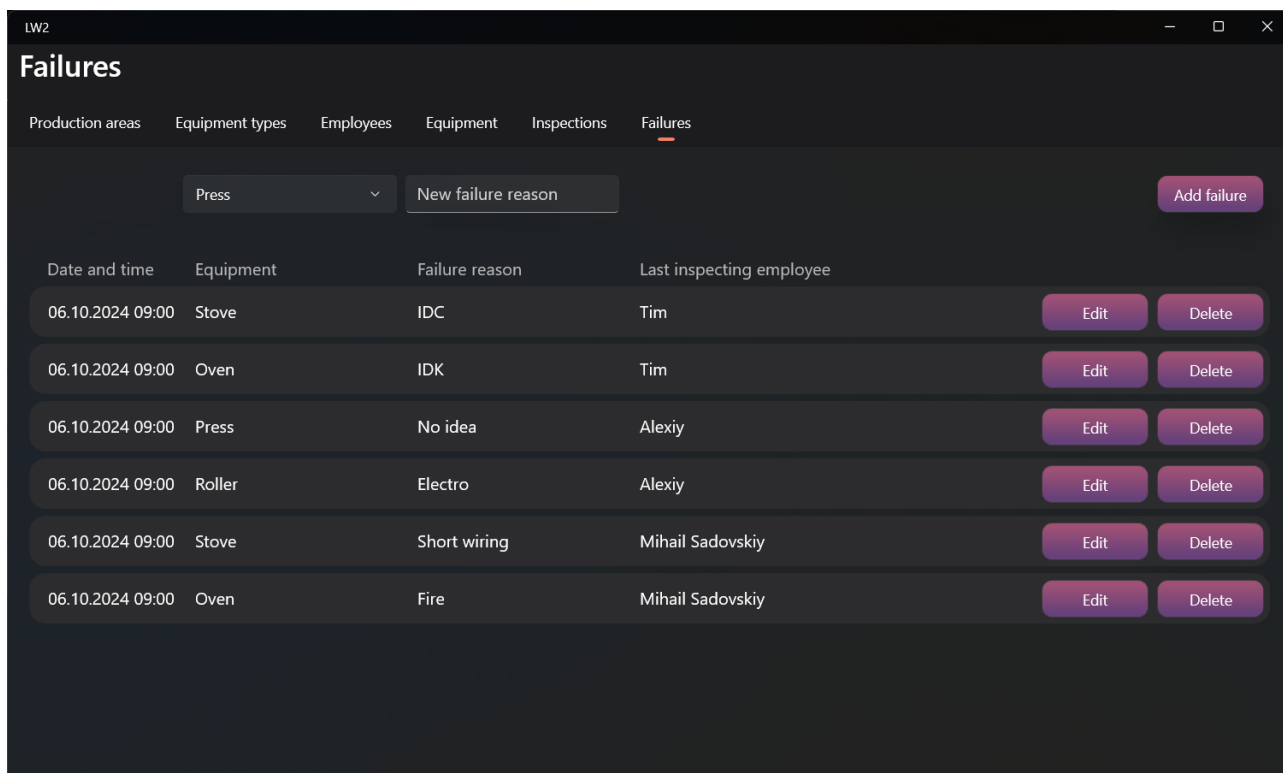 LW2
Failures
Production areas Equipment types Employees Equipment Inspections Failures
Press New failure reason Add failure
Date and time Equipment Failure reason Last inspecting employee
06.10.2024 09:00 Stove IDC Tim Edit Delete
06.10.2024 09:00 Oven IDK Tim Edit Delete
06.10.2024 09:00 Press No idea Alexiy Edit Delete
06.10.2024 09:00 Roller Electro Alexiy Edit Delete
06.10.2024 09:00 Stove Short wiring Mihail Sadovskiy Edit Delete
06.10.2024 09:00 Oven Fire Mihail Sadovskiy Edit Delete